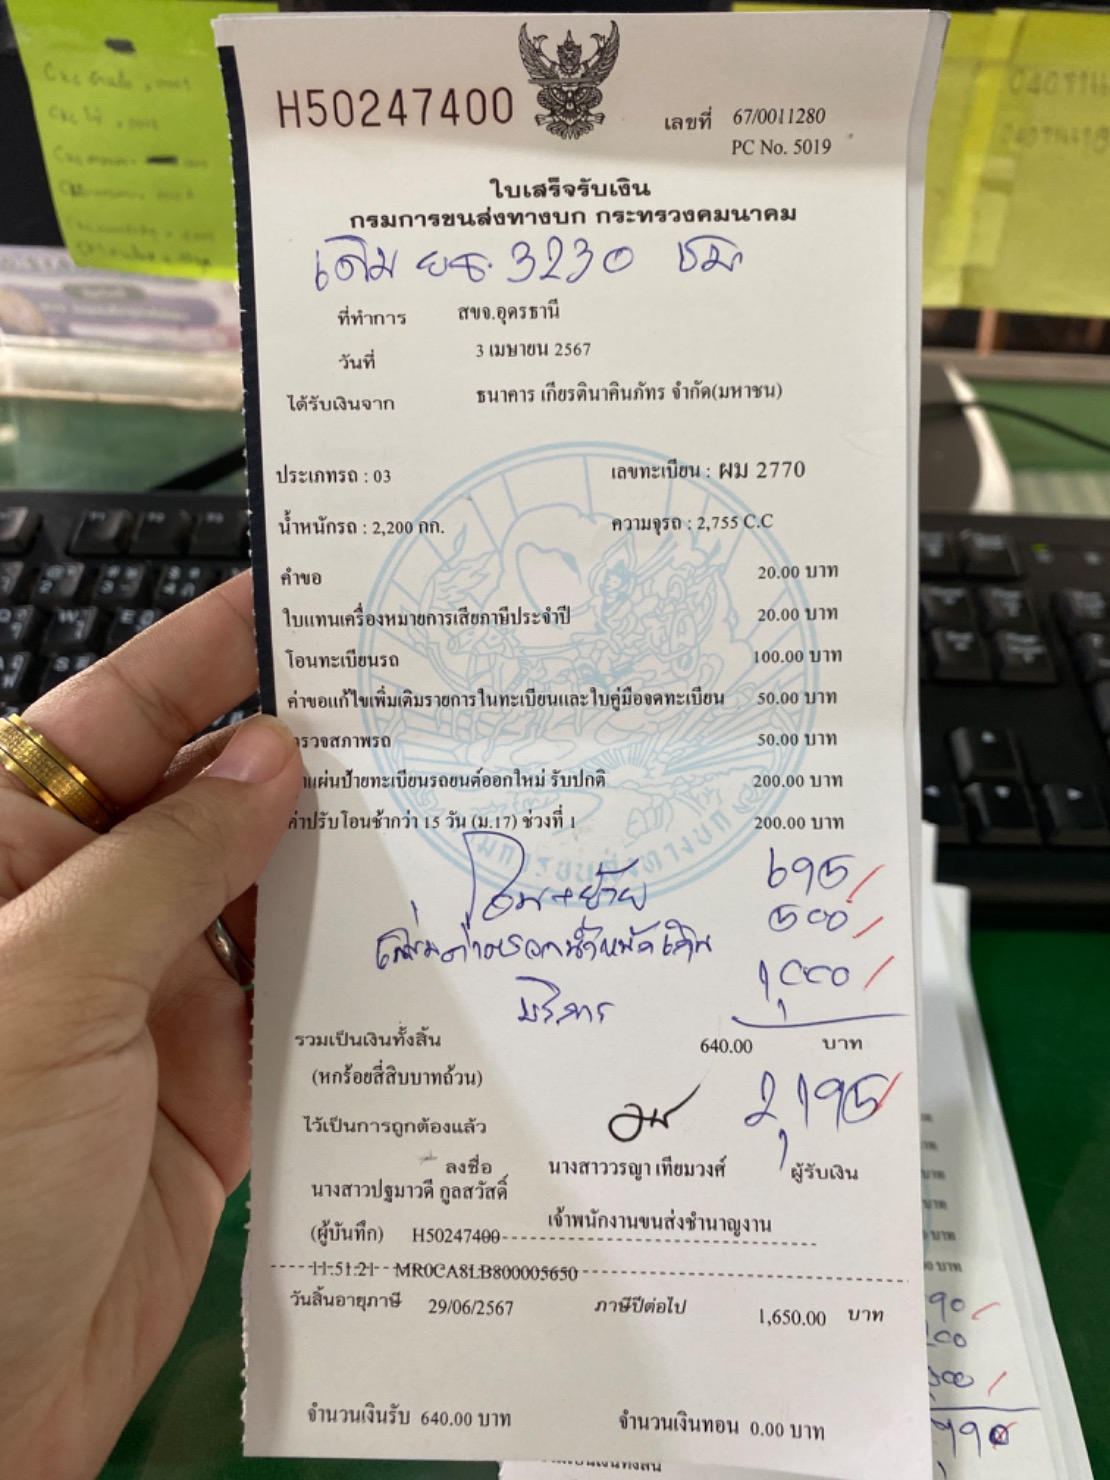 H50247400
เลขที่ 67/0011280
PC No. 5019
ใบเสร็จรับเงิน
กรมการขนส่งทางบก กระทรวงคมนาคม
เดิม ยธ. 3230 ชม
ที่ทำการ สขจ.อุดรธานี
วันที่ 3 เมษายน 2567
ได้รับเงินจาก ธนาคาร เกียรตินาคินภัทร จำกัด(มหาชน)
ประเภทรถ : 03 เลขทะเบียน : ผม 2770
น้ำหนักรถ : 2,200 กก. ความจุรถ : 2,755 C.C
คำขอ 20.00 บาท
ใบแทนเครื่องหมายการเสียภาษีประจำปี 20.00 บาท
โอนทะเบียนรถ 100.00 บาท
ค่าขอแก้ไขเพิ่มเติมรายการในทะเบียนและใบคู่มือจดทะเบียน 50.00 บาท
รวจสภาพรถ 50.00 บาท
แผ่นป้ายทะเบียนรถยนต์ออกใหม่ รับปกติ 200.00 บาท
ค่าปรับโอนช้ากว่า 15 วัน (ม.17) ช่วงที่ 1 200.00 บาท
โอน+ย้าย 695/
500/
บริการ 1,000/
รวมเป็นเงินทั้งสิ้น 640.00 บาท
(หกร้อยสี่สิบบาทถ้วน)
2,195/
ไว้เป็นการถูกต้องแล้ว
ลงชื่อ นางสาววรญา เทียมวงศ์ ผู้รับเงิน
นางสาวปฐมาวดี กูลสวัสดิ์
เจ้าพนักงานขนส่งชำนาญงาน
(ผู้บันทึก) H50247400
11:51:21 MR0CA8LB800005650
วันสิ้นอายุภาษี 29/06/2567 ภาษีปีต่อไป 1,650.00 บาท
จำนวนเงินรับ 640.00 บาท จำนวนเงินทอน 0.00 บาท